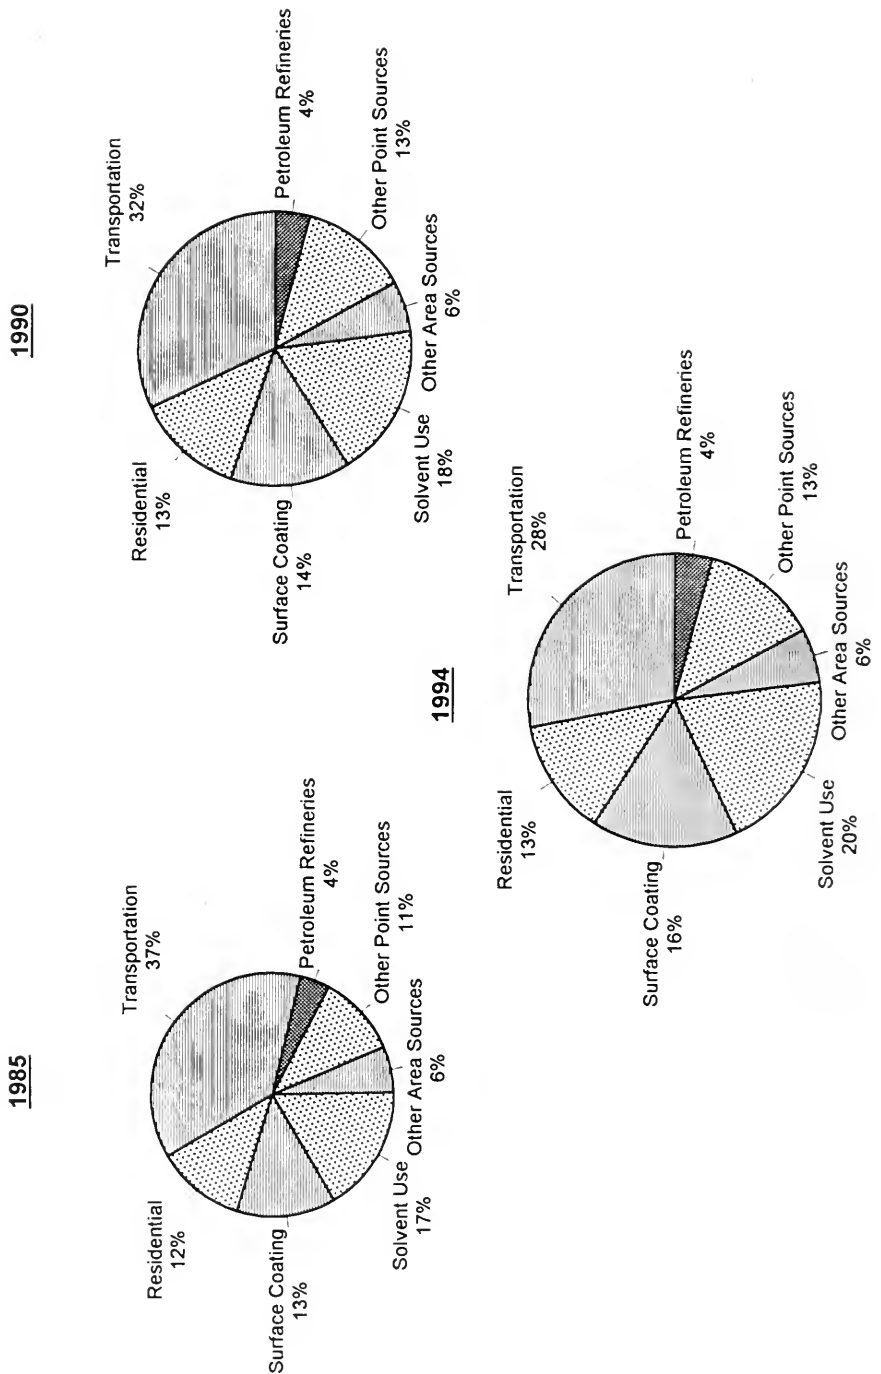 1985
Transportation
37%
Petroleum Refineries
4%
Other Point Sources
11%
Other Area Sources
6%
Solvent Use
17%
Surface Coating
13%
Residential
12%
1990
Transportation
32%
Petroleum Refineries
4%
Other Point Sources
13%
Other Area Sources
6%
Solvent Use
18%
Surface Coating
14%
Residential
13%
1994
Transportation
28%
Petroleum Refineries
4%
Other Point Sources
13%
Other Area Sources
6%
Solvent Use
20%
Surface Coating
16%
Residential
13%